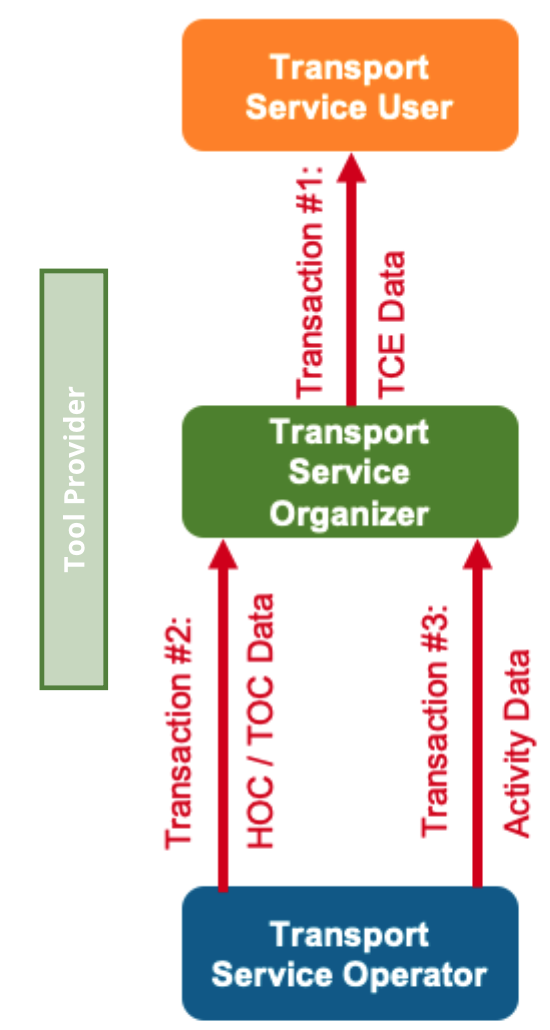 Transport
Service User
Transaction #1:
TCE Data
Tool Provider
Transport
Service
Organizer
Transaction #2:
HOC / TOC Data
Transaction #3:
Activity Data
Transport
Service Operator